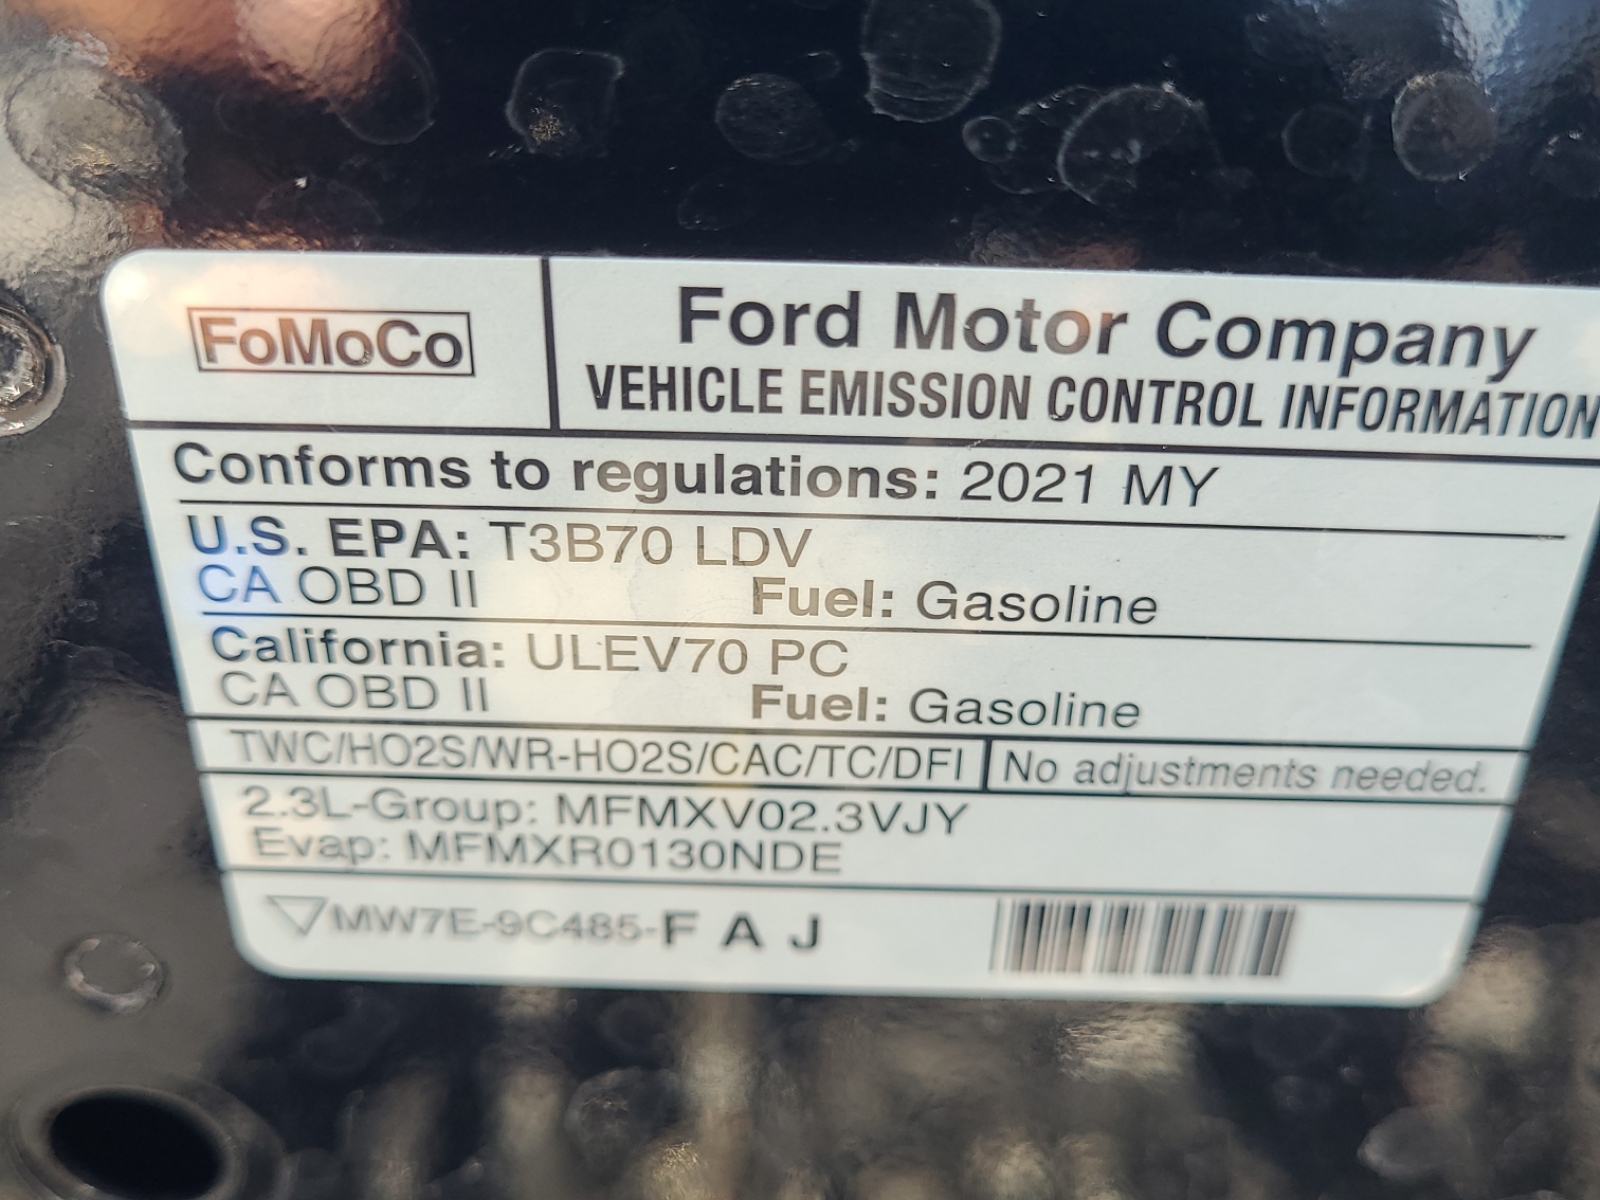 FoMoCo
Ford Motor Company
VEHICLE EMISSION CONTROL INFORMATION
Conforms to regulations: 2021 MY
U.S. EPA: T3B70 LDV
CA OBD II Fuel: Gasoline
California: ULEV70 PC
CA OBD II Fuel: Gasoline
TWC/HO2S/WR-HO2S/CAC/TC/DFI No adjustments needed.
2.3L-Group: MFMXV02.3VJY
Evap: MFMXR0130NDE
MW7E-9C485-F A J